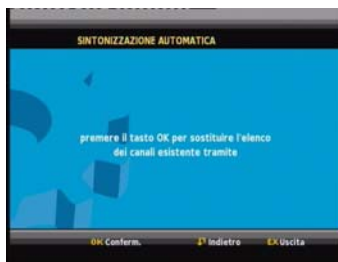 SINTONIZZAZIONE AUTOMATICA
premere il tasto OK per sostituire l'elenco
dei canali esistente tramite
OK Conferm. Indietro EX Uscita